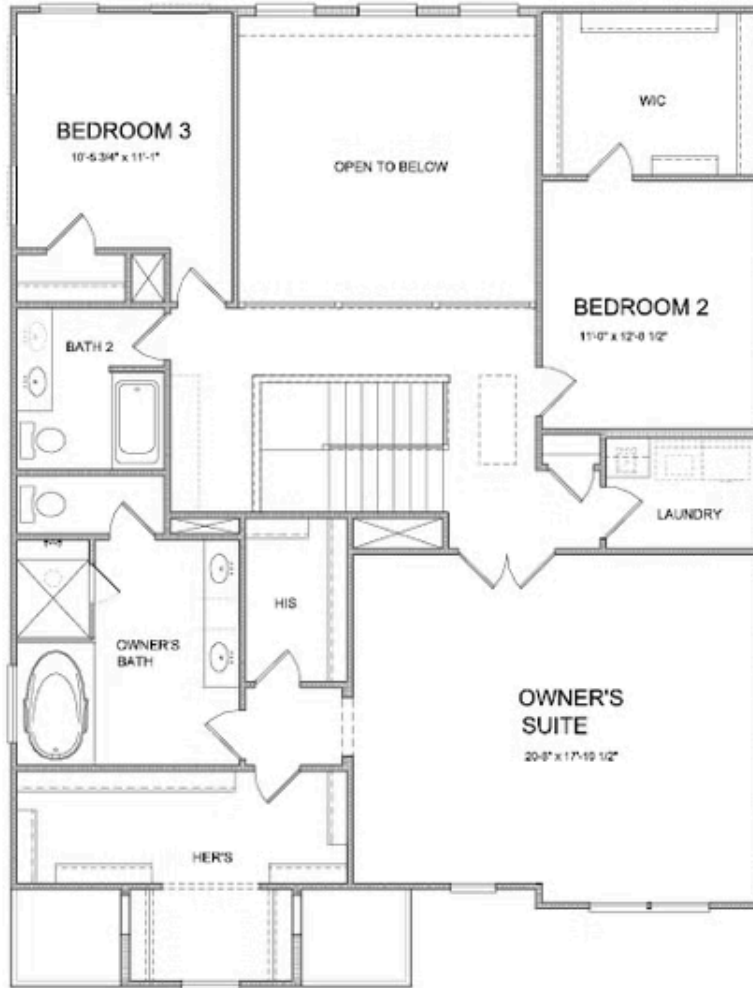 BEDROOM 3
10'-5 3/4" x 11'-1"
OPEN TO BELOW
WIC
BEDROOM 2
11'-0" x 12'-8 1/2"
BATH 2
LAUNDRY
HIS
OWNER'S
BATH
OWNER'S
SUITE
20-8" x 17'-10 1/2"
HER'S